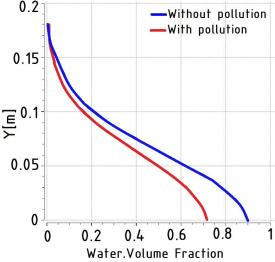 0.2
Without pollution
With pollution
0.15
0.1
0.05
0
Y[m]
0 0.2 0.4 0.6 0.8 1
Water.Volume Fraction